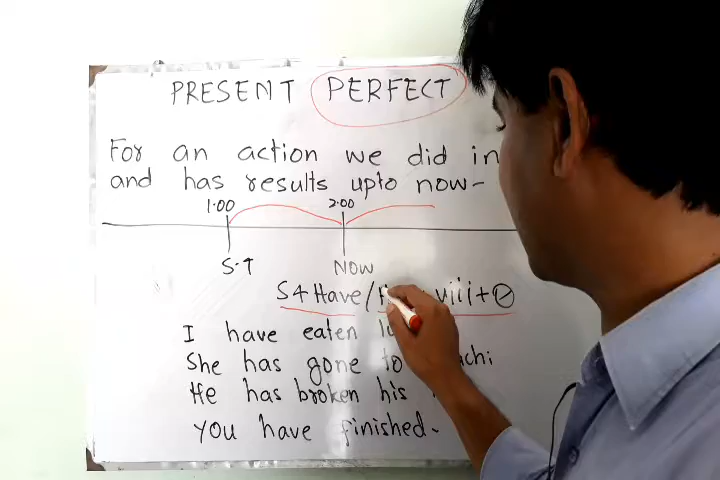 PRESENT PERFECT
For an action we did in
and has results upto now-
1.00 2.00
S.T NOW
S+Have/ viii+O
I have eaten
She has gone to
He has broken his
You have finished.